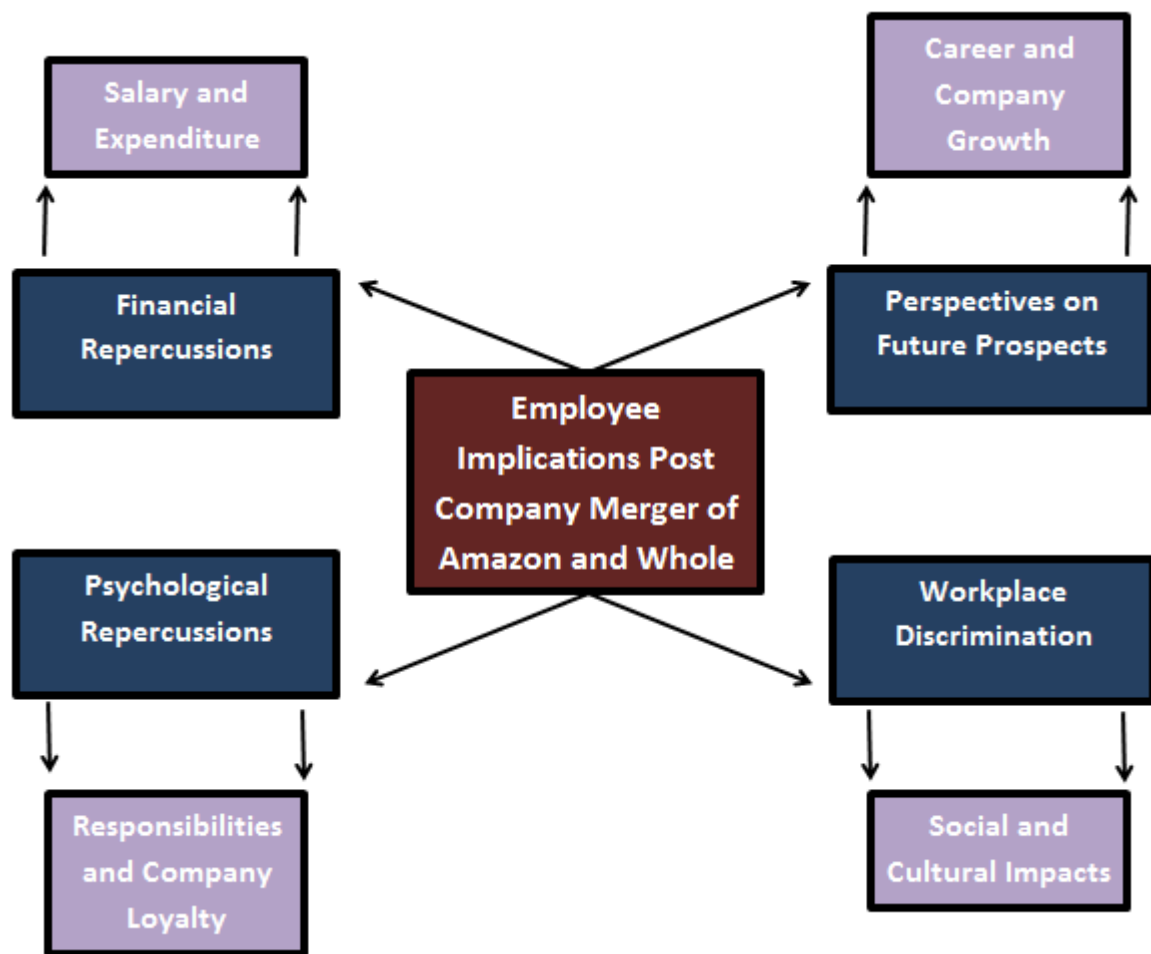 Salary and
Expenditure
Career and
Company
Growth
Financial
Repercussions
Perspectives on
Future Prospects
Employee
Implications Post
Company Merger of
Amazon and Whole
Psychological
Repercussions
Workplace
Discrimination
Responsibilities
and Company
Loyalty
Social and
Cultural Impacts